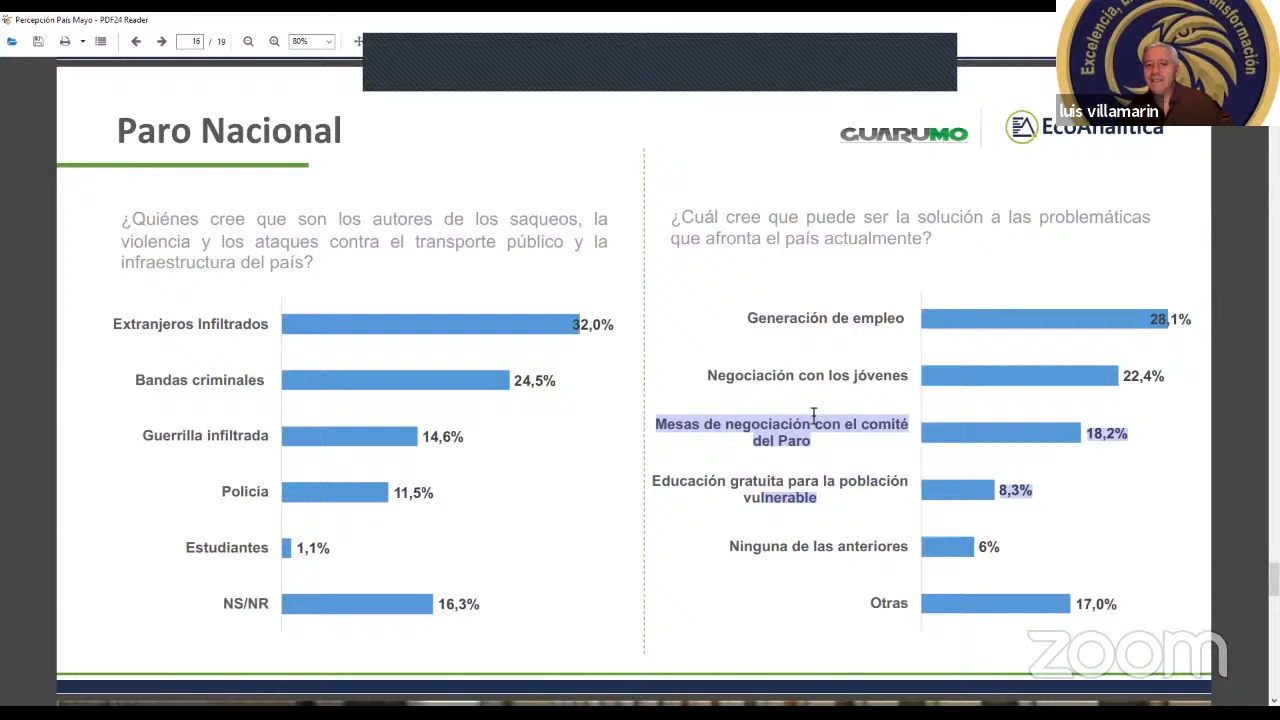 Percepción País Mayo - PDF24 Reader
16 / 19
80%
Excelencia,
Transformación
luis villamarin
Paro Nacional
GUARUMO
EcoAnalítica
¿Quiénes cree que son los autores de los saqueos, la
violencia y los ataques contra el transporte público y la
infraestructura del país?
Extranjeros Infiltrados
32,0%
Bandas criminales
24,5%
Guerrilla infiltrada
14,6%
Policía
11,5%
Estudiantes
1,1%
NS/NR
16,3%
¿Cuál cree que puede ser la solución a las problemáticas
que afronta el país actualmente?
Generación de empleo
28,1%
Negociación con los jóvenes
22,4%
Mesas de negociación con el comité
del Paro
18,2%
Educación gratuita para la población
vulnerable
8,3%
Ninguna de las anteriores
6%
Otras
17,0%
zoom